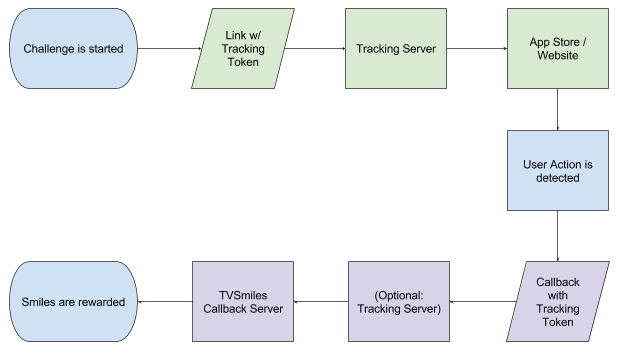 Challenge is started
Link w/
Tracking
Token
Tracking Server
App Store /
Website
User Action is
detected
Callback
with
Tracking
Token
(Optional:
Tracking Server)
TVSmiles
Callback Server
Smiles are rewarded